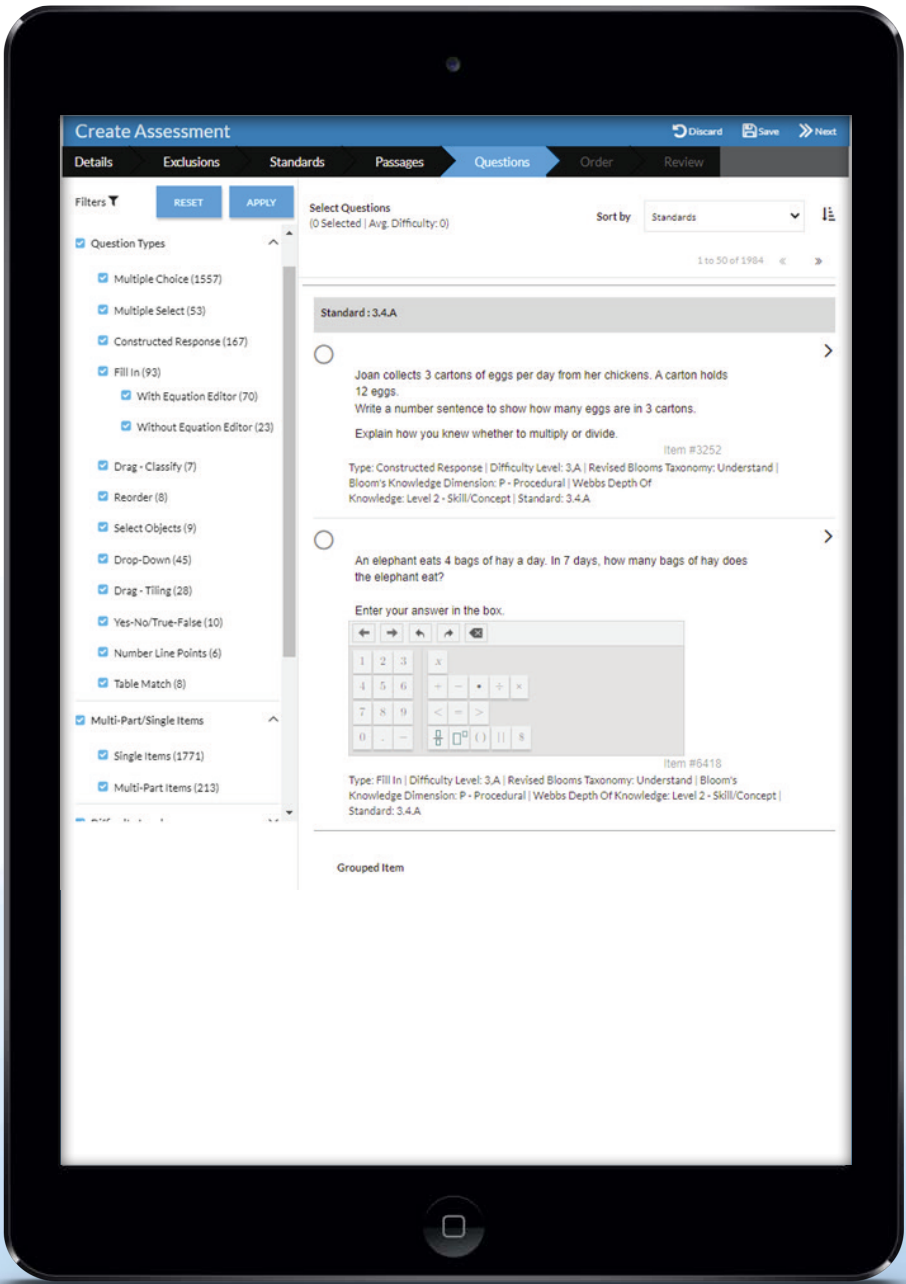 Create Assessment
Discard
Save
Next
Details
Exclusions
Standards
Passages
Questions
Order
Review
Filters
RESET
APPLY
Question Types
Multiple Choice (1557)
Multiple Select (53)
Constructed Response (167)
Fill In (93)
With Equation Editor (70)
Without Equation Editor (23)
Drag - Classify (7)
Reorder (8)
Select Objects (9)
Drop-Down (45)
Drag - Tiling (28)
Yes-No/True-False (10)
Number Line Points (6)
Table Match (8)
Multi-Part/Single Items
Single Items (1771)
Multi-Part Items (213)
Select Questions
(0 Selected | Avg. Difficulty: 0)
Sort by
Standards
1 to 50 of 1984 « »
Standard : 3.4.A
Joan collects 3 cartons of eggs per day from her chickens. A carton holds
12 eggs.
Write a number sentence to show how many eggs are in 3 cartons.
Explain how you knew whether to multiply or divide.
Item #3252
Type: Constructed Response | Difficulty Level: 3,A | Revised Blooms Taxonomy: Understand |
Bloom's Knowledge Dimension: P - Procedural | Webbs Depth Of
Knowledge: Level 2 - Skill/Concept | Standard: 3.4.A
An elephant eats 4 bags of hay a day. In 7 days, how many bags of hay does
the elephant eat?
Enter your answer in the box.
1 2 3 x
4 5 6 + − • ÷ ×
7 8 9 < = >
0 . − ( ) | | $
Item #6418
Type: Fill In | Difficulty Level: 3,A | Revised Blooms Taxonomy: Understand | Bloom's
Knowledge Dimension: P - Procedural | Webbs Depth Of Knowledge: Level 2 - Skill/Concept |
Standard: 3.4.A
Grouped Item